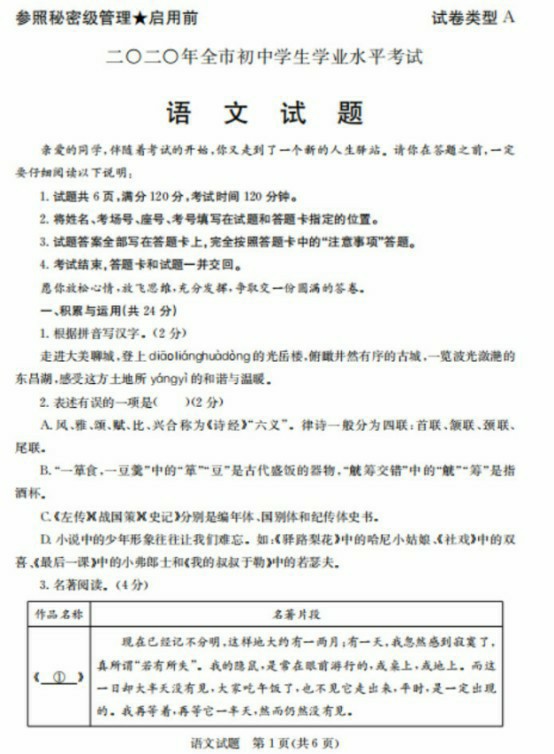 参照秘密级管理★启用前 试卷类型 A
二〇二〇年全市初中学生学业水平考试
语 文 试 题
亲爱的同学,伴随着考试的开始,你又走到了一个新的人生驿站。请你在答题之前,一定
要仔细阅读以下说明:
1. 试题共 6 页,满分 120 分,考试时间 120 分钟。
2. 将姓名、考场号、座号、考号填写在试题和答题卡指定的位置。
3. 试题答案全部写在答题卡上,完全按照答题卡中的“注意事项”答题。
4. 考试结束,答题卡和试题一并交回。
愿你放松心情,放飞思维,充分发挥,争取交一份圆满的答卷。
一、积累与运用(共 24 分)
1. 根据拼音写汉字。(2 分)
走进大美聊城,登上 diāoliánghuàdòng 的光岳楼,俯瞰井然有序的古城,一览波光潋滟的
东昌湖,感受这方土地所 yángyì 的和谐与温暖。
2. 表述有误的一项是( )(2 分)
A. 风、雅、颂、赋、比、兴合称为《诗经》“六义”。律诗一般分为四联:首联、颔联、颈联、
尾联。
B. “一箪食,一豆羹”中的“箪”“豆”是古代盛饭的器物,“觥筹交错”中的“觥”“筹”是指
酒杯。
C. 《左传》《战国策》《史记》分别是编年体、国别体和纪传体史书。
D. 小说中的少年形象往往让我们难忘。如:《驿路梨花》中的哈尼小姑娘、《社戏》中的双
喜、《最后一课》中的小弗郎士和《我的叔叔于勒》中的若瑟夫。
3. 名著阅读。(4 分)
作品名称 名著片段
《 ① 》
现在已经记不分明,这样地大约有一两月;有一天,我忽然感到寂寞了,
真所谓“若有所失”。我的隐鼠,是常在眼前游行的,或桌上,或地上。而这
一日却大半天没有见,大家吃午饭了,也不见它走出来,平时,是一定出现
的。我再等着,再等它一半天,然而仍然没有见。
语文试题 第 1 页(共 6 页)